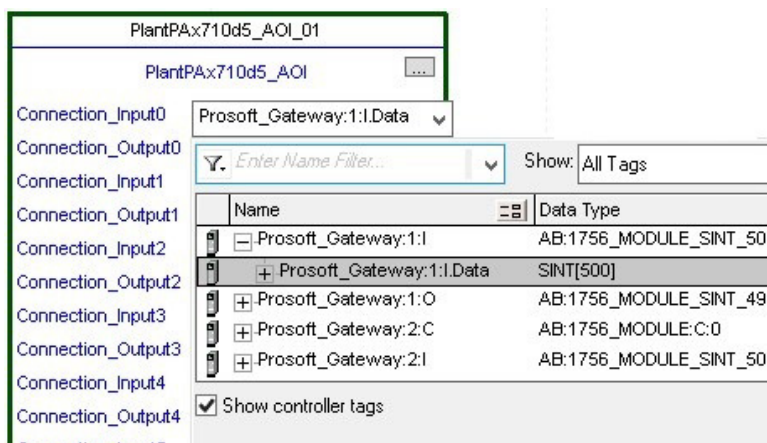 PlantPAx710d5_AOI_01
PlantPAx710d5_AOI ...
Connection_Input0 Prosoft_Gateway:1:I.Data
Connection_Output0 Enter Name Filter... Show: All Tags
Connection_Input1
Connection_Output1 Name Data Type
Connection_Input2 Prosoft_Gateway:1:I AB:1756_MODULE_SINT_50
Connection_Output2 Prosoft_Gateway:1:I.Data SINT[500]
Connection_Input3 Prosoft_Gateway:1:O AB:1756_MODULE_SINT_49
Connection_Output3 Prosoft_Gateway:2:C AB:1756_MODULE:C:0
Connection_Input4 Prosoft_Gateway:2:I AB:1756_MODULE_SINT_50
Connection_Output4 Show controller tags